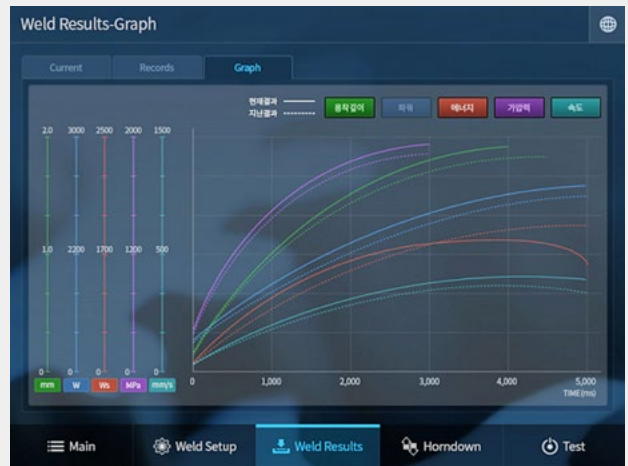 Weld Results-Graph
Current Records Graph
현재결과
지난결과
용착깊이 파워 에너지 가압력 속도
2.0 3000 2500 2000 1500
1.0 2200 1700 1200 500
0 0 0 0 0
mm W Ws MPa mm/s
0 1,000 2,000 3,000 4,000 5,000
TIME(ms)
Main Weld Setup Weld Results Horndown Test